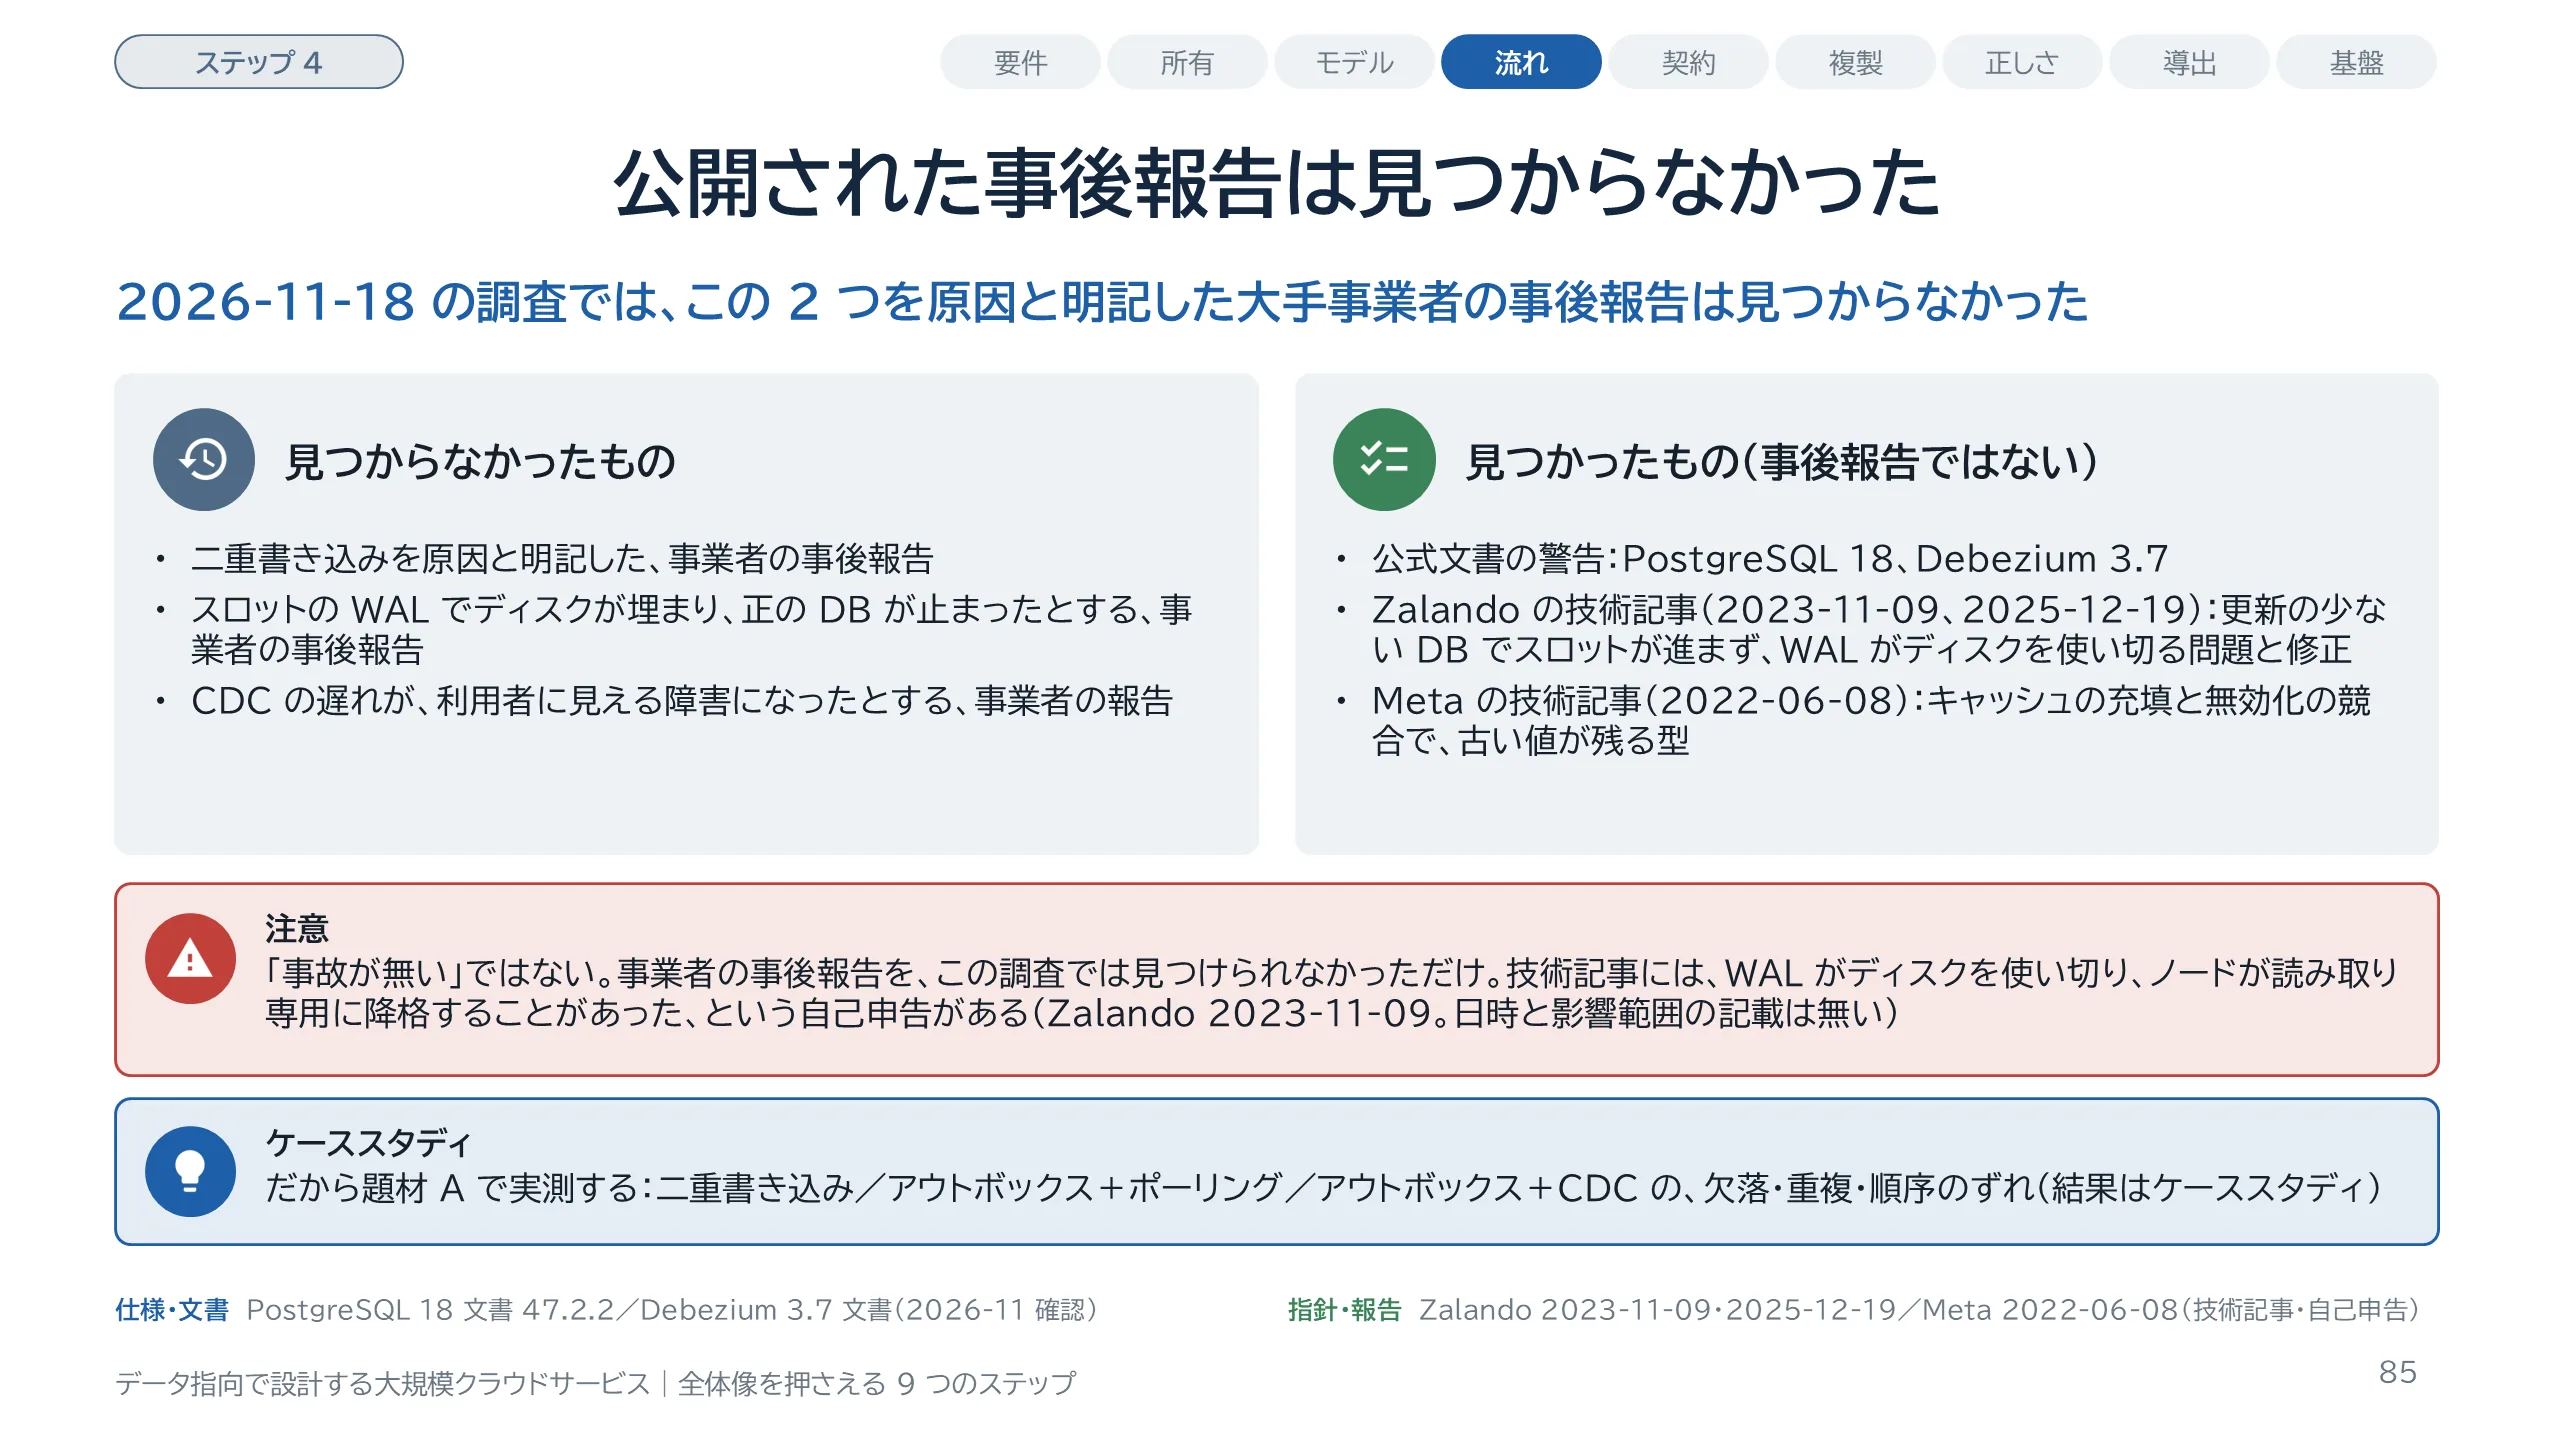 ステップ 4
要件
所有
モデル
流れ
契約
複製
正しさ
導出
基盤
公開された事後報告は見つからなかった
2026-11-18 の調査では、この 2 つを原因と明記した大手事業者の事後報告は見つからなかった
見つからなかったもの
・ 二重書き込みを原因と明記した、事業者の事後報告
・ スロットの WAL でディスクが埋まり、正の DB が止まったとする、事
業者の事後報告
・ CDC の遅れが、利用者に見える障害になったとする、事業者の報告
見つかったもの（事後報告ではない）
・ 公式文書の警告：PostgreSQL 18、Debezium 3.7
・ Zalando の技術記事（2023-11-09、2025-12-19）：更新の少な
い DB でスロットが進まず、WAL がディスクを使い切る問題と修正
・ Meta の技術記事（2022-06-08）：キャッシュの充填と無効化の競
合で、古い値が残る型
注意
「事故が無い」ではない。事業者の事後報告を、この調査では見つけられなかっただけ。技術記事には、WAL がディスクを使い切り、ノードが読み取り
専用に降格することがあった、という自己申告がある（Zalando 2023-11-09。日時と影響範囲の記載は無い）
ケーススタディ
だから題材 A で実測する：二重書き込み／アウトボックス＋ポーリング／アウトボックス＋CDC の、欠落・重複・順序のずれ（結果はケーススタディ）
仕様・文書 PostgreSQL 18 文書 47.2.2／Debezium 3.7 文書（2026-11 確認）
指針・報告 Zalando 2023-11-09・2025-12-19／Meta 2022-06-08（技術記事・自己申告）
データ指向で設計する大規模クラウドサービス｜全体像を押さえる 9 つのステップ
85